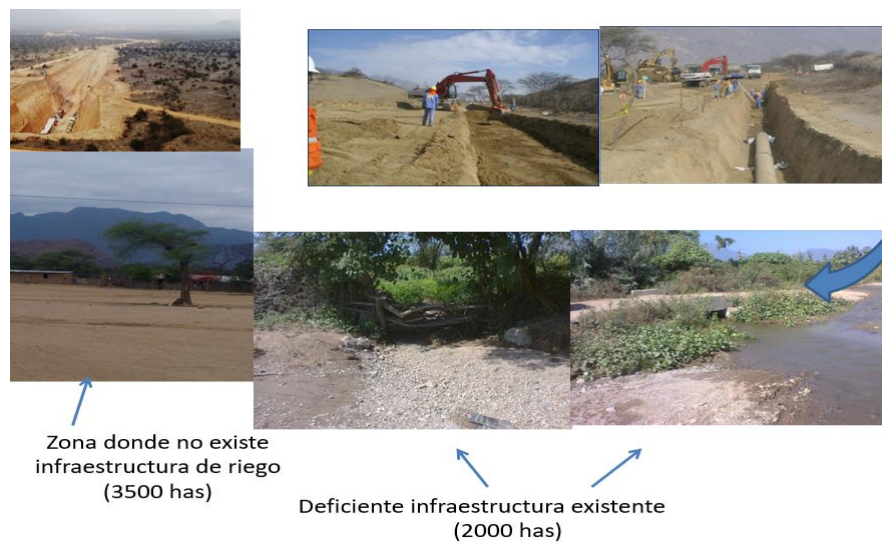 Zona donde no existe
infraestructura de riego
(3500 has)
Deficiente infraestructura existente
(2000 has)